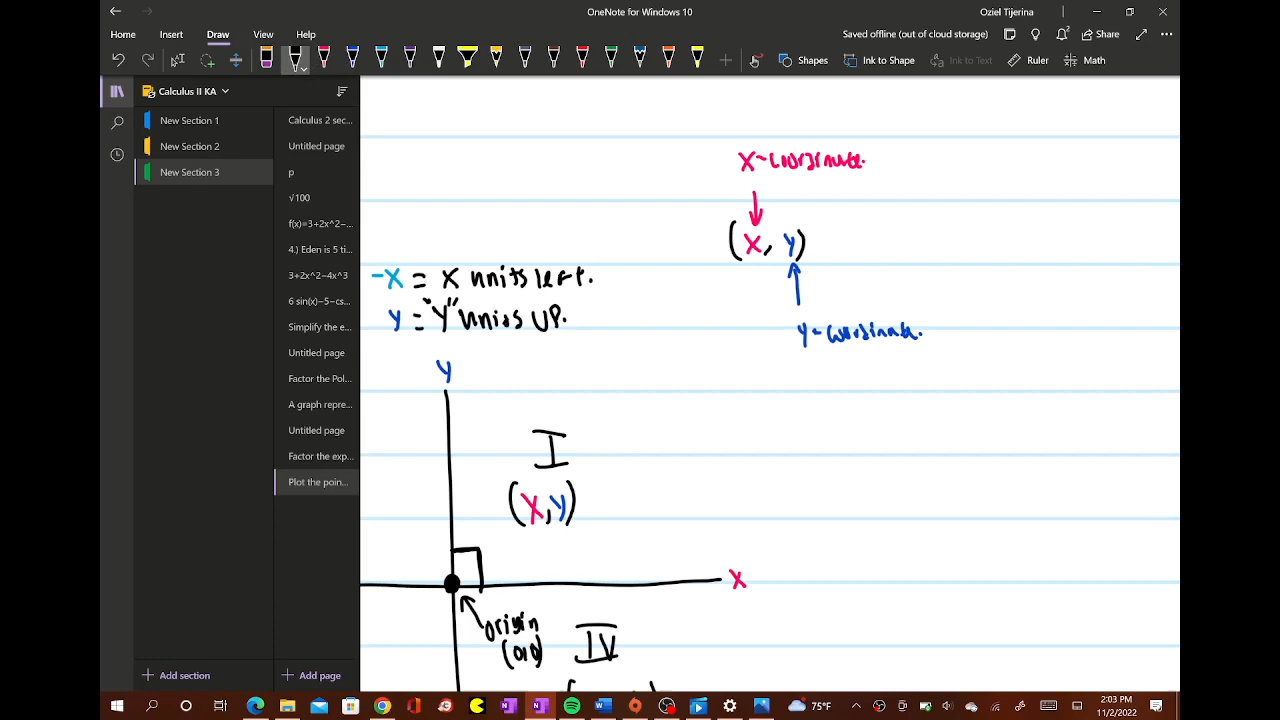 OneNote for Windows 10
Oziel Tijerina
Home Insert Draw View Help
Saved offline (out of cloud storage)
Share
Shapes
Ink to Shape
Ink to Text
Ruler
Math
Calculus II KA
New Section 1
New Section 2
New Section 3
Calculus 2 sec...
Untitled page
p
√100
f(x)=3+2x^2-...
4.) Eden is 5 ti...
3+2x^2-4x^3
6 sin(x)-5-cs...
Simplify the e...
Untitled page
Factor the Pol...
A graph repre...
Untitled page
Factor the exp...
Plot the poin...
Add section
Add page
X-coordinate.
(X, Y)
Y-coordinate.
-X = X units left.
Y = "Y" units UP.
Y
I
(X,Y)
X
origin
(0,0)
IV
75°F
2:03 PM
11/2/2022